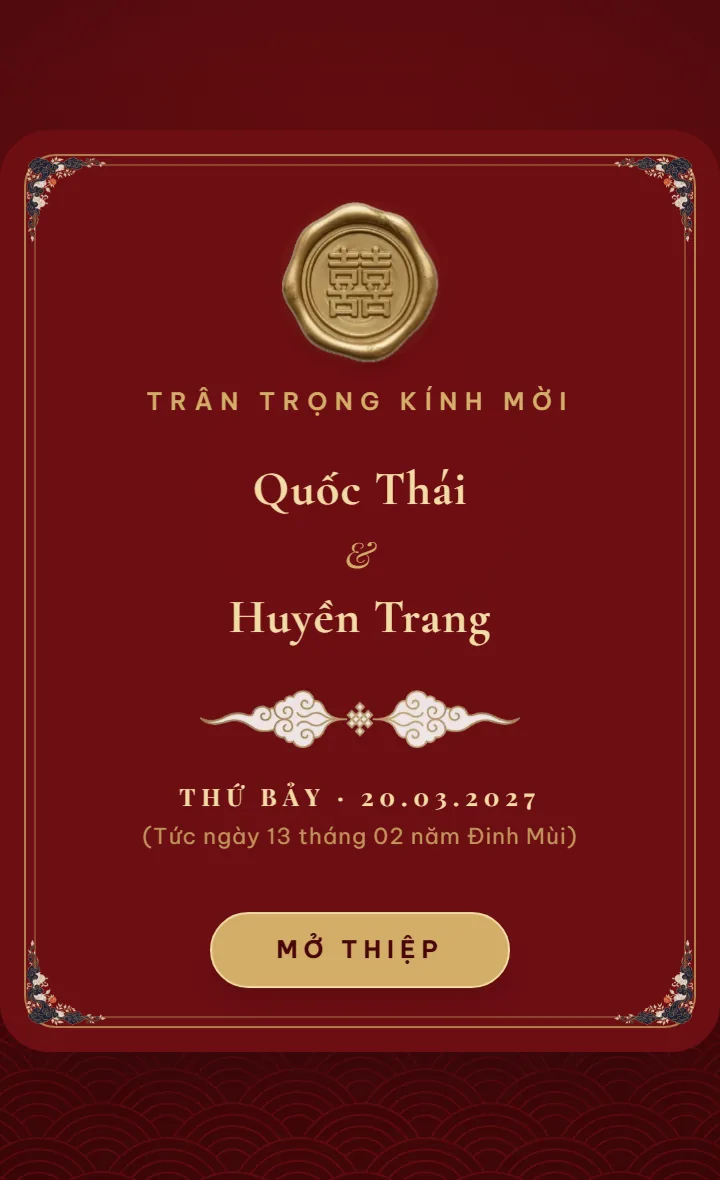 囍
TRÂN TRỌNG KÍNH MỜI
Quốc Thái
&
Huyền Trang
THỨ BẢY · 20.03.2027
(Tức ngày 13 tháng 02 năm Đinh Mùi)
MỞ THIỆP